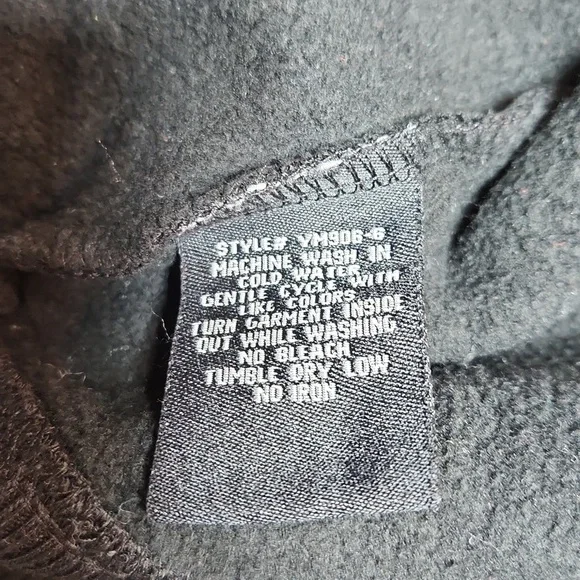 STYLE# YM906-6
MACHINE WASH IN
COLD WATER
GENTLE CYCLE WITH
LIKE COLORS
TURN GARMENT INSIDE
OUT WHILE WASHING
NO BLEACH
TUMBLE DRY LOW
NO IRON